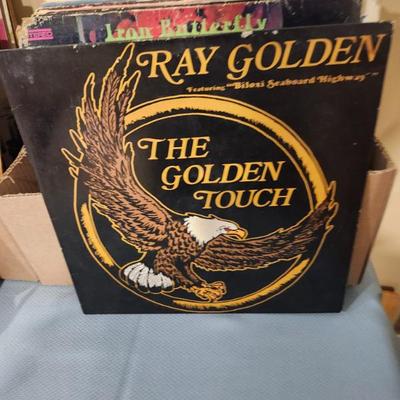 Iron Butterfly
RAY GOLDEN
Featuring "Biloxi Seaboard Highway"
THE
GOLDEN
TOUCH